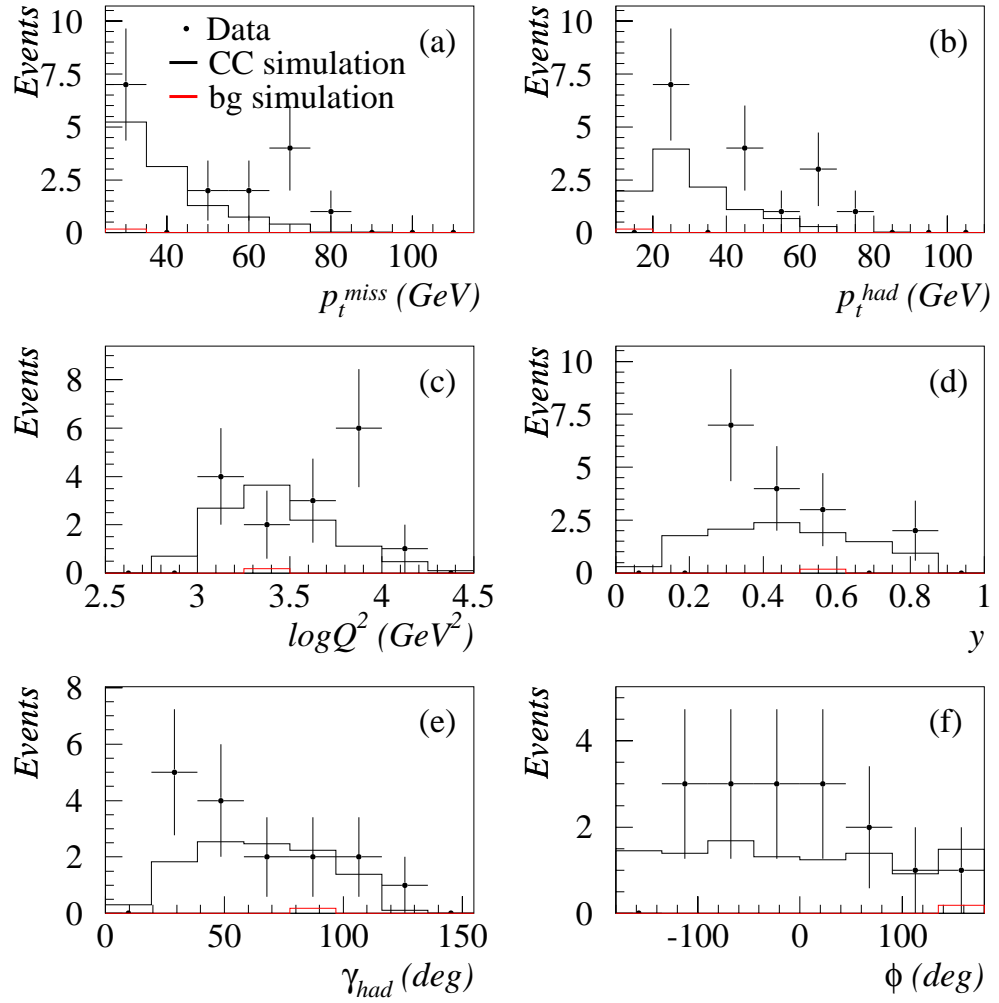 Events
10
7.5
5
2.5
0
Data
CC simulation
bg simulation
(a)
40 60 80 100
p_t^miss (GeV)
Events
10
7.5
5
2.5
0
(b)
20 40 60 80 100
p_t^had (GeV)
Events
8
6
4
2
0
(c)
2.5 3 3.5 4 4.5
logQ^2 (GeV^2)
Events
10
7.5
5
2.5
0
(d)
0 0.2 0.4 0.6 0.8 1
y
Events
8
6
4
2
0
(e)
0 50 100 150
γ_had (deg)
Events
4
2
0
(f)
-100 0 100
ϕ (deg)